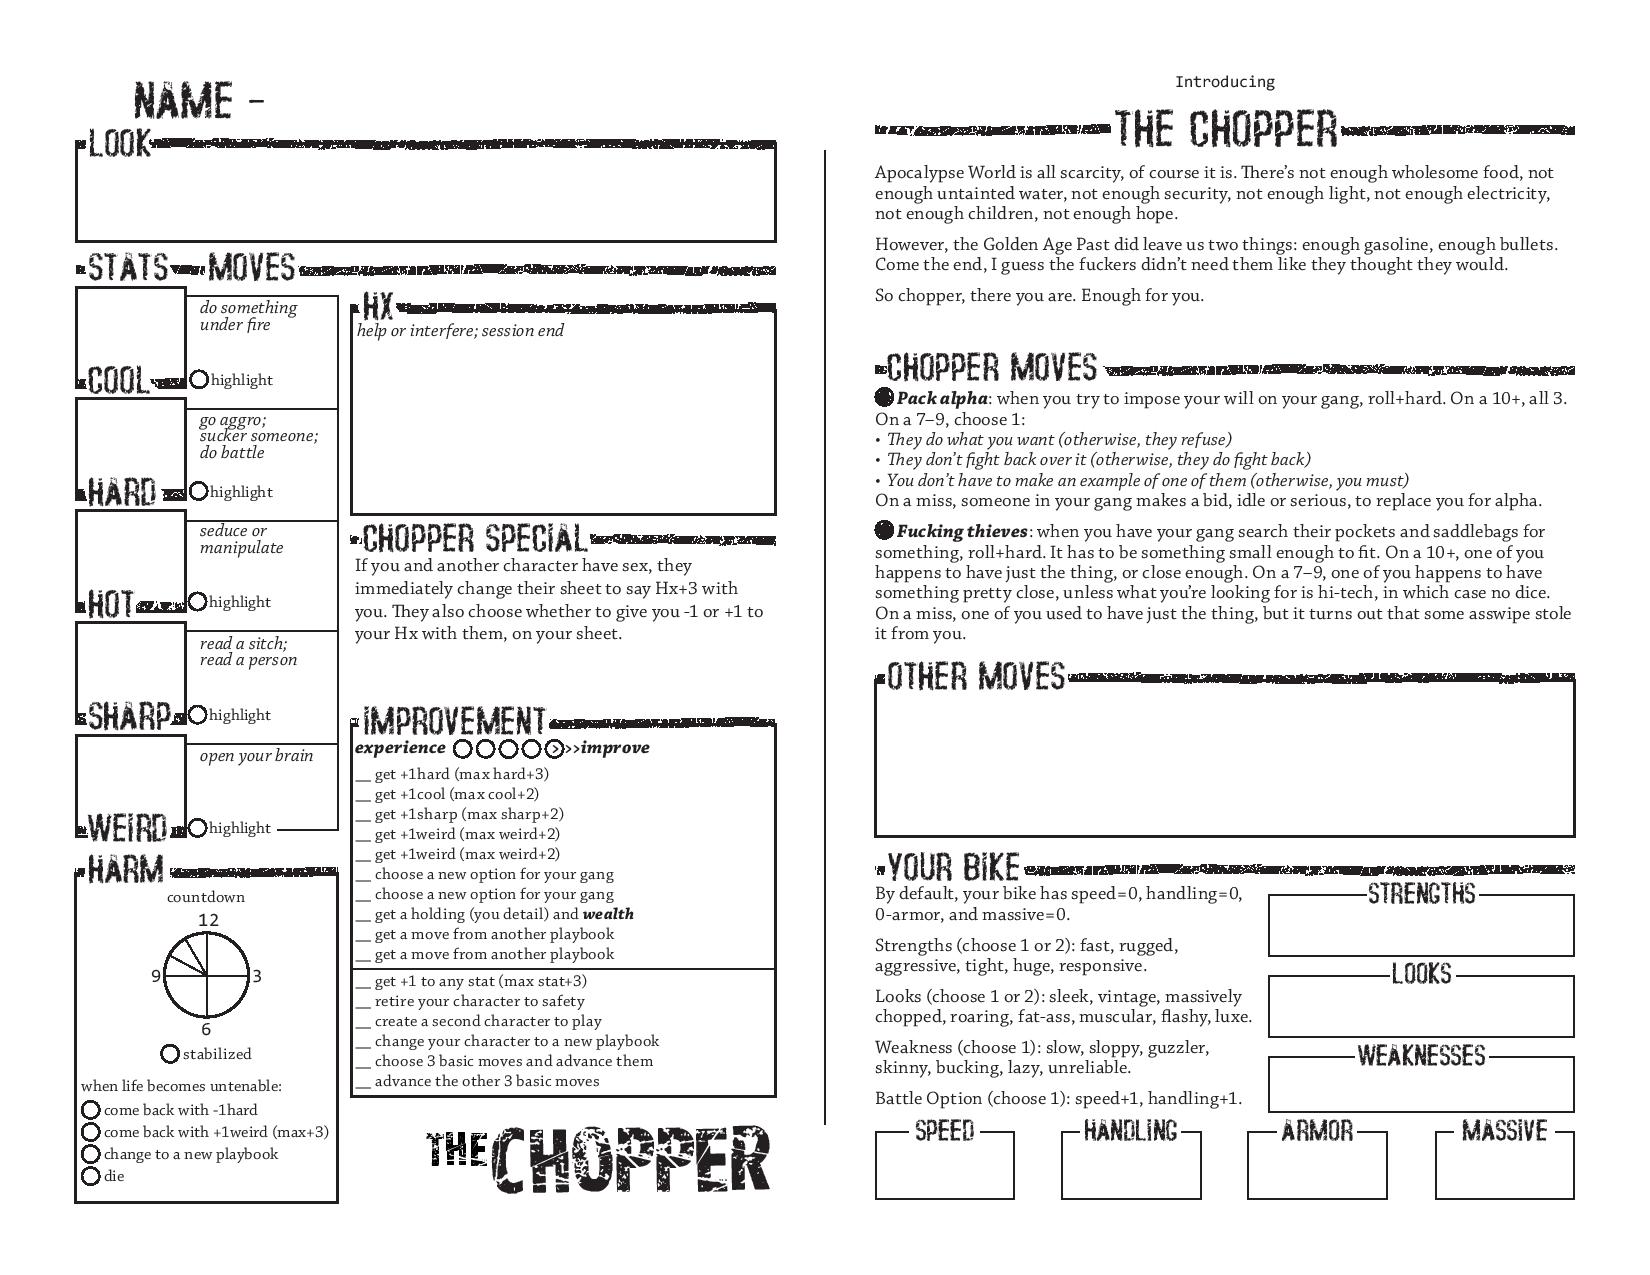 NAME –
LOOK
STATS MOVES
do something
under fire
COOL
highlight
go aggro;
sucker someone;
do battle
HARD
highlight
seduce or
manipulate
HOT
highlight
read a sitch;
read a person
SHARP
highlight
open your brain
WEIRD
highlight
HARM
countdown
12
9
3
6
stabilized
when life becomes untenable:
come back with -1hard
come back with +1weird (max+3)
change to a new playbook
die
HX
help or interfere; session end
CHOPPER SPECIAL
If you and another character have sex, they
immediately change their sheet to say Hx+3 with
you. They also choose whether to give you -1 or +1 to
your Hx with them, on your sheet.
IMPROVEMENT
experience >>>improve
__ get +1hard (max hard+3)
__ get +1cool (max cool+2)
__ get +1sharp (max sharp+2)
__ get +1weird (max weird+2)
__ get +1weird (max weird+2)
__ choose a new option for your gang
__ choose a new option for your gang
__ get a holding (you detail) and wealth
__ get a move from another playbook
__ get a move from another playbook
__ get +1 to any stat (max stat+3)
__ retire your character to safety
__ create a second character to play
__ change your character to a new playbook
__ choose 3 basic moves and advance them
__ advance the other 3 basic moves
THE CHOPPER
Introducing
THE CHOPPER
Apocalypse World is all scarcity, of course it is. There's not enough wholesome food, not
enough untainted water, not enough security, not enough light, not enough electricity,
not enough children, not enough hope.
However, the Golden Age Past did leave us two things: enough gasoline, enough bullets.
Come the end, I guess the fuckers didn't need them like they thought they would.
So chopper, there you are. Enough for you.
CHOPPER MOVES
Pack alpha: when you try to impose your will on your gang, roll+hard. On a 10+, all 3.
On a 7–9, choose 1:
• They do what you want (otherwise, they refuse)
• They don't fight back over it (otherwise, they do fight back)
• You don't have to make an example of one of them (otherwise, you must)
On a miss, someone in your gang makes a bid, idle or serious, to replace you for alpha.
Fucking thieves: when you have your gang search their pockets and saddlebags for
something, roll+hard. It has to be something small enough to fit. On a 10+, one of you
happens to have just the thing, or close enough. On a 7–9, one of you happens to have
something pretty close, unless what you're looking for is hi-tech, in which case no dice.
On a miss, one of you used to have just the thing, but it turns out that some asswipe stole
it from you.
OTHER MOVES
YOUR BIKE
By default, your bike has speed=0, handling=0,
0-armor, and massive=0.
Strengths (choose 1 or 2): fast, rugged,
aggressive, tight, huge, responsive.
Looks (choose 1 or 2): sleek, vintage, massively
chopped, roaring, fat-ass, muscular, flashy, luxe.
Weakness (choose 1): slow, sloppy, guzzler,
skinny, bucking, lazy, unreliable.
Battle Option (choose 1): speed+1, handling+1.
STRENGTHS
LOOKS
WEAKNESSES
SPEED
HANDLING
ARMOR
MASSIVE